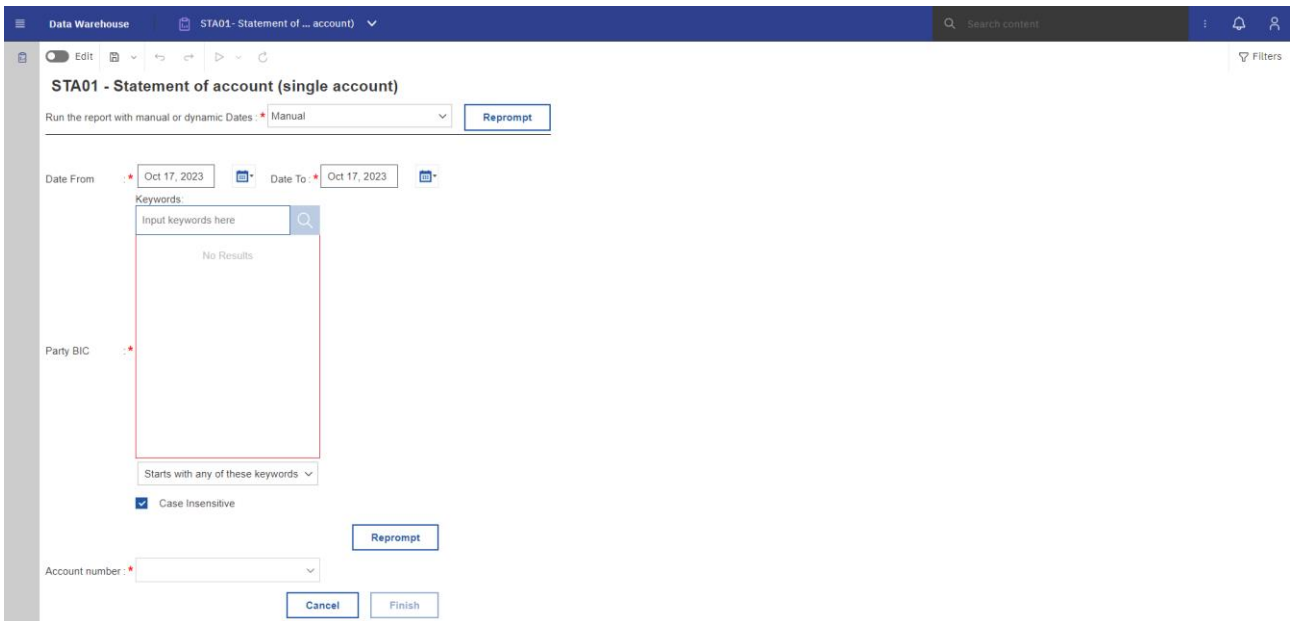 Data Warehouse STA01- Statement of ... account) Search content
Edit Filters
STA01 - Statement of account (single account)
Run the report with manual or dynamic Dates : * Manual Reprompt
Date From : * Oct 17, 2023 Date To : * Oct 17, 2023
Keywords:
Input keywords here
No Results
Party BIC : *
Starts with any of these keywords
Case Insensitive
Reprompt
Account number : *
Cancel Finish